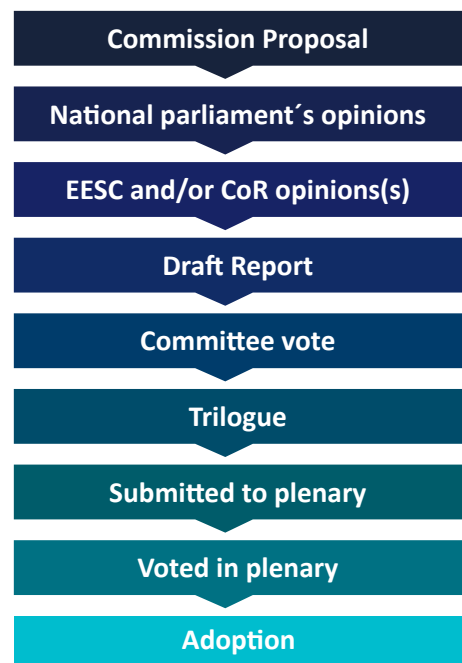 Commission Proposal
National parliament´s opinions
EESC and/or CoR opinions(s)
Draft Report
Committee vote
Trilogue
Submitted to plenary
Voted in plenary
Adoption